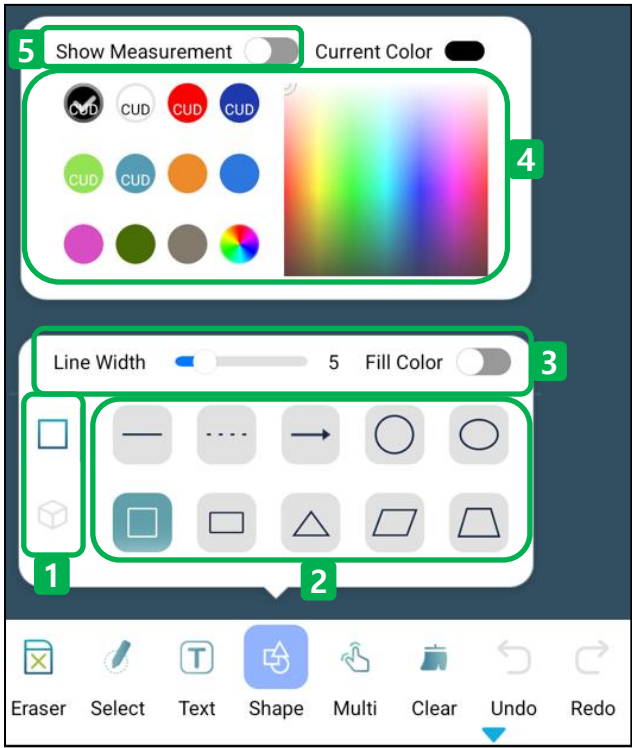 5 Show Measurement Current Color
CUD CUD CUD CUD
4
CUD CUD
Line Width 5 Fill Color 3
1 2
T
Eraser Select Text Shape Multi Clear Undo Redo